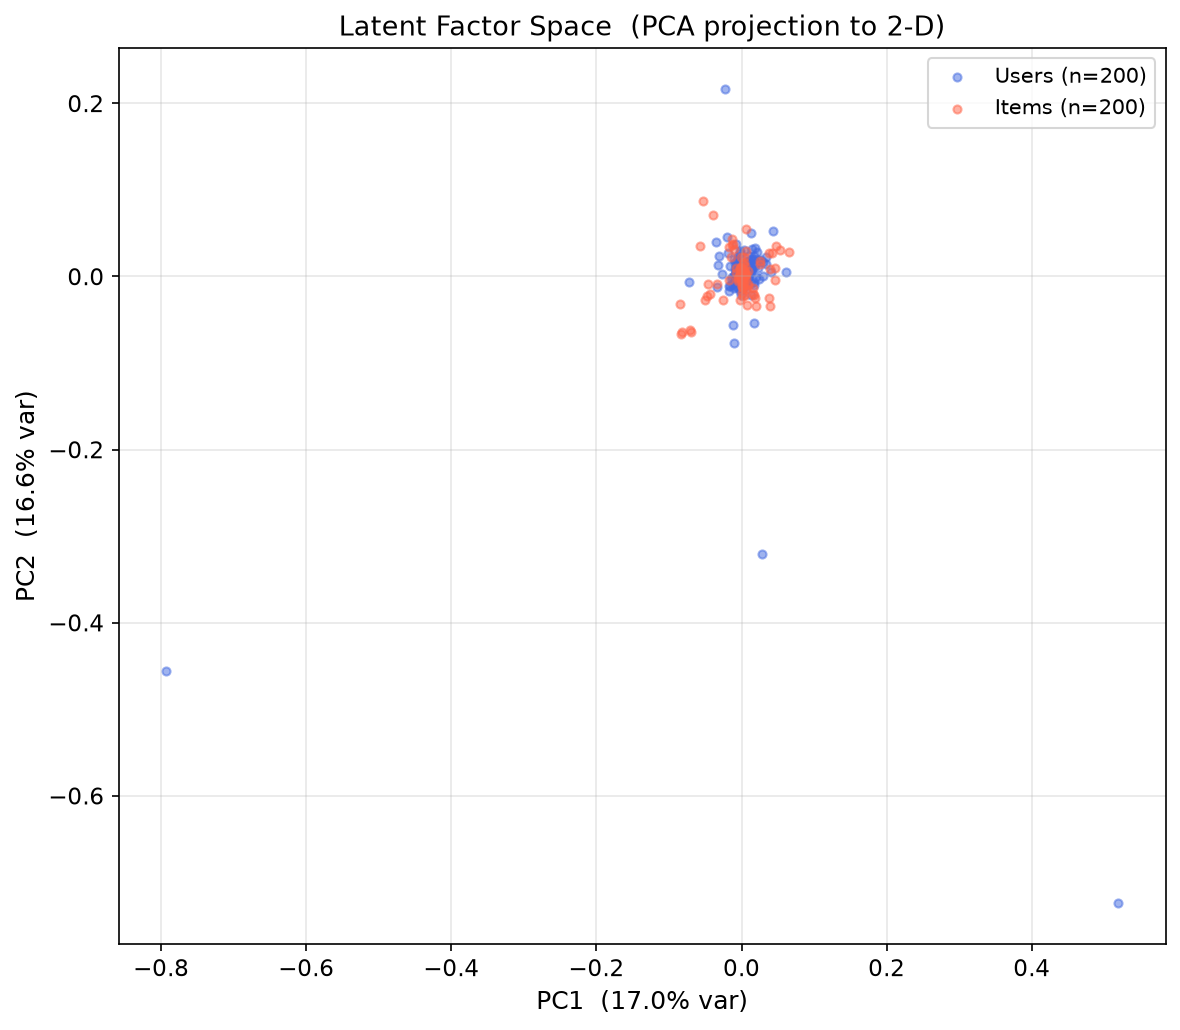 Latent Factor Space  (PCA projection to 2-D)
Users (n=200)
Items (n=200)
0.2
0.0
−0.2
−0.4
−0.6
PC2  (16.6% var)
−0.8
−0.6
−0.4
−0.2
0.0
0.2
0.4
PC1  (17.0% var)